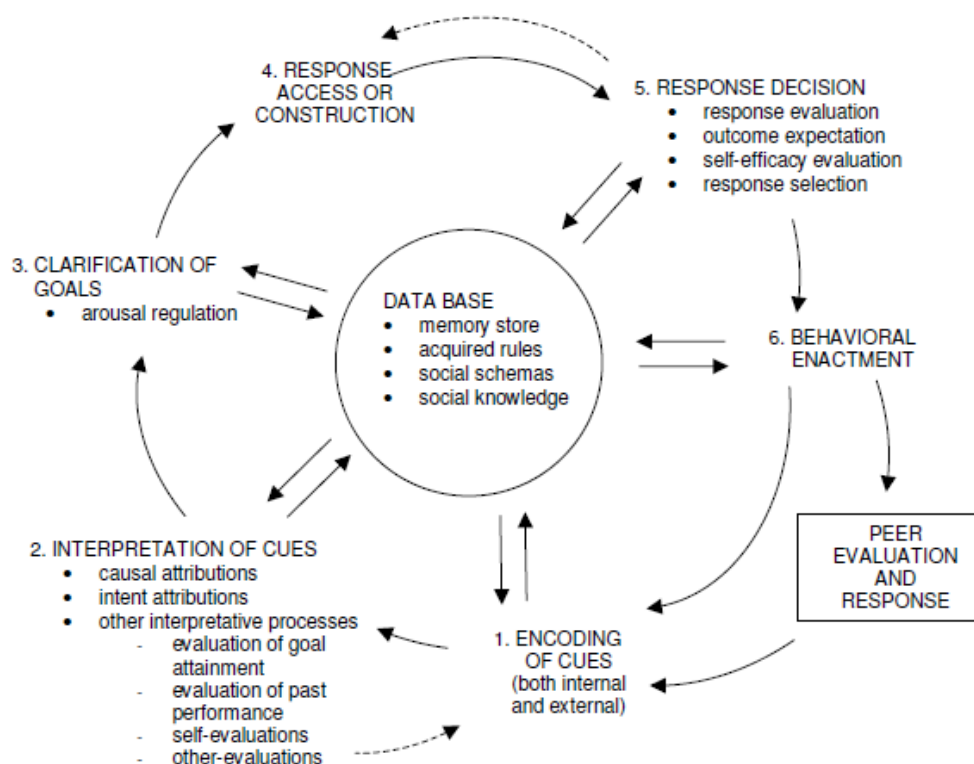 4. RESPONSE
ACCESS OR
CONSTRUCTION
5. RESPONSE DECISION
• response evaluation
• outcome expectation
• self-efficacy evaluation
• response selection
3. CLARIFICATION OF
GOALS
• arousal regulation
DATA BASE
• memory store
• acquired rules
• social schemas
• social knowledge
6. BEHAVIORAL
ENACTMENT
2. INTERPRETATION OF CUES
• causal attributions
• intent attributions
• other interpretative processes
- evaluation of goal
attainment
- evaluation of past
performance
- self-evaluations
- other-evaluations
1. ENCODING
OF CUES
(both internal
and external)
PEER
EVALUATION
AND
RESPONSE